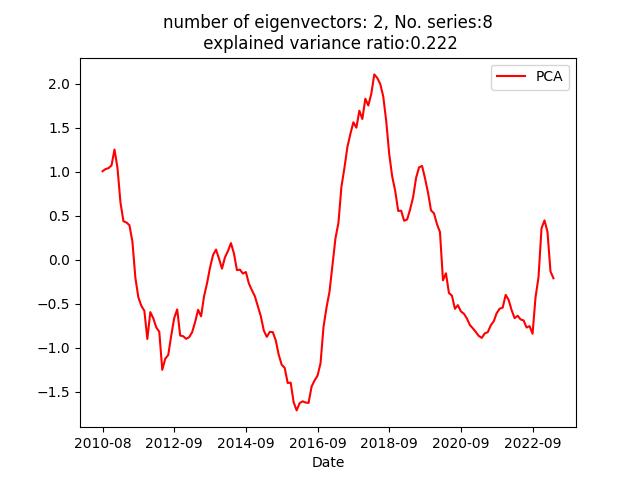 number of eigenvectors: 2, No. series:8
explained variance ratio:0.222
PCA
2.0
1.5
1.0
0.5
0.0
−0.5
−1.0
−1.5
2010-08 2012-09 2014-09 2016-09 2018-09 2020-09 2022-09
Date